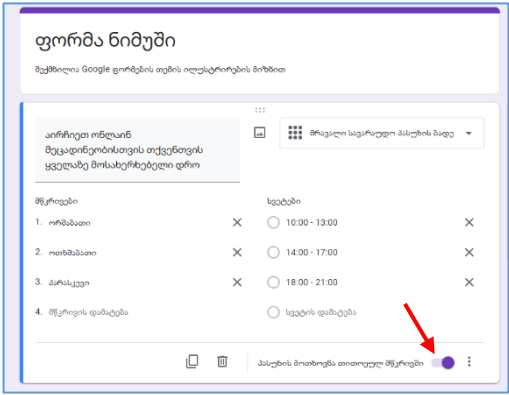 ფორმა ნიმუში
შექმნილია Google ფორმების თემის ილუსტრირების მიზნით
აირჩიეთ ონლაინ
მეცადინეობისთვის თქვენთვის
ყველაზე მოსახერხებელი დრო
მრავალი სავარაუდო პასუხის ბადე
მწკრივები
სვეტები
1. ორშაბათი
10:00 - 13:00
2. ოთხშაბათი
14:00 - 17:00
3. პარასკევი
18:00 - 21:00
4. მწკრივის დამატება
სვეტის დამატება
პასუხის მოთხოვნა თითოეულ მწკრივში